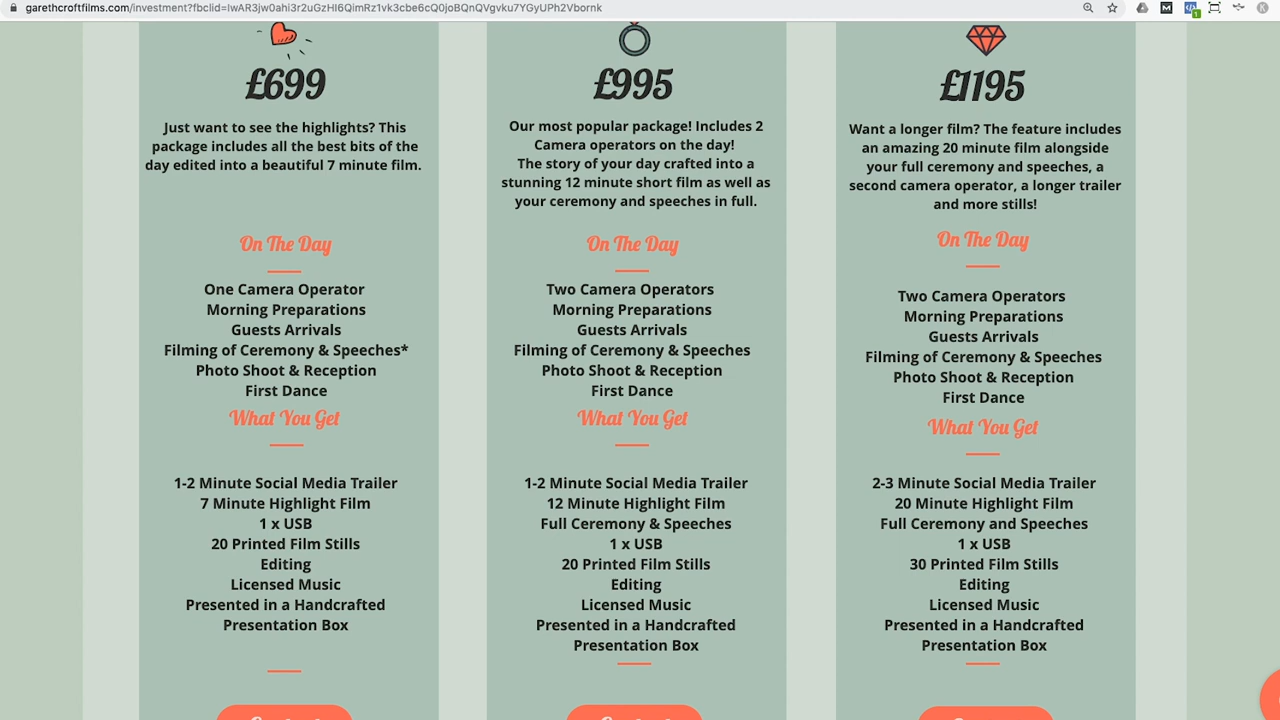 garethcroftfilms.com/investment?fbclid=IwAR3jw0ahi3r2uGzHI6QimRz1vk3cbe6cQ0joBQnQVgvku7YGyUPh2Vbornk
£699
Just want to see the highlights? This
package includes all the best bits of the
day edited into a beautiful 7 minute film.
On The Day
One Camera Operator
Morning Preparations
Guests Arrivals
Filming of Ceremony & Speeches*
Photo Shoot & Reception
First Dance
What You Get
1-2 Minute Social Media Trailer
7 Minute Highlight Film
1 x USB
20 Printed Film Stills
Editing
Licensed Music
Presented in a Handcrafted
Presentation Box
£995
Our most popular package! Includes 2
Camera operators on the day!
The story of your day crafted into a
stunning 12 minute short film as well as
your ceremony and speeches in full.
On The Day
Two Camera Operators
Morning Preparations
Guests Arrivals
Filming of Ceremony & Speeches
Photo Shoot & Reception
First Dance
What You Get
1-2 Minute Social Media Trailer
12 Minute Highlight Film
Full Ceremony & Speeches
1 x USB
20 Printed Film Stills
Editing
Licensed Music
Presented in a Handcrafted
Presentation Box
£1195
Want a longer film? The feature includes
an amazing 20 minute film alongside
your full ceremony and speeches, a
second camera operator, a longer trailer
and more stills!
On The Day
Two Camera Operators
Morning Preparations
Guests Arrivals
Filming of Ceremony & Speeches
Photo Shoot & Reception
First Dance
What You Get
2-3 Minute Social Media Trailer
20 Minute Highlight Film
Full Ceremony and Speeches
1 x USB
30 Printed Film Stills
Editing
Licensed Music
Presented in a Handcrafted
Presentation Box